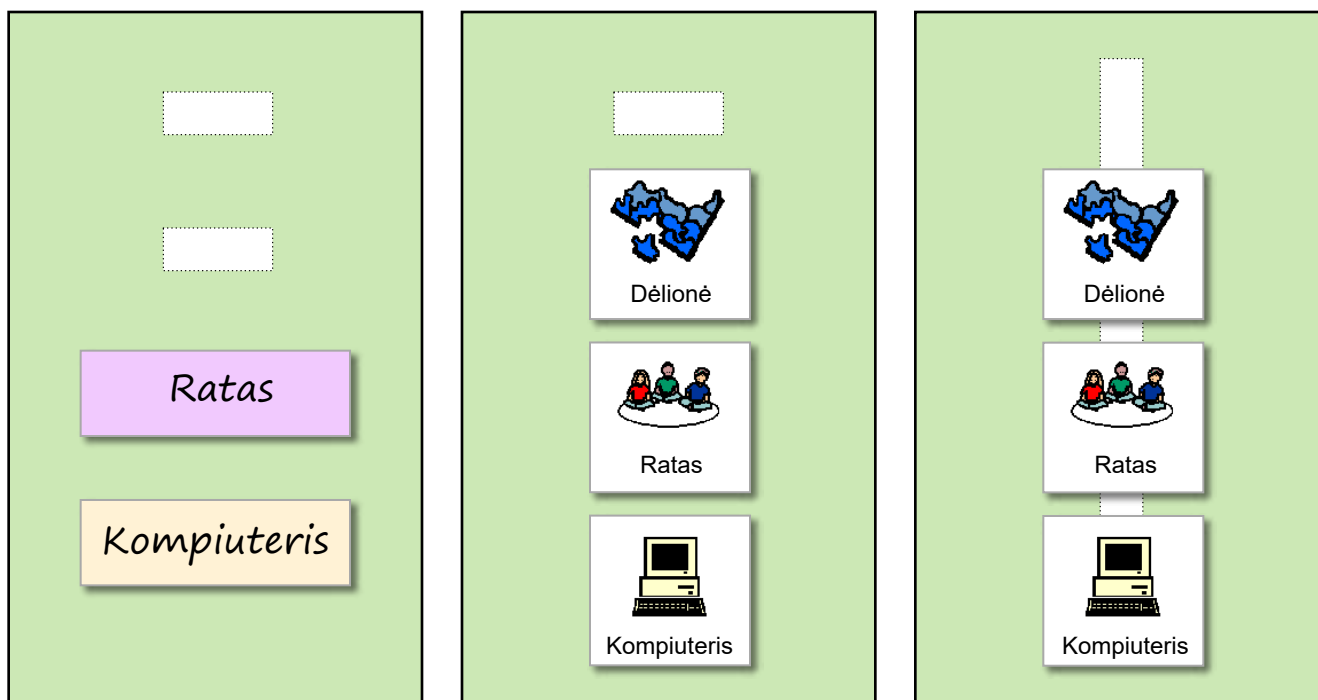 Ratas
Kompiuteris
Dėlionė
Ratas
Kompiuteris
Dėlionė
Ratas
Kompiuteris